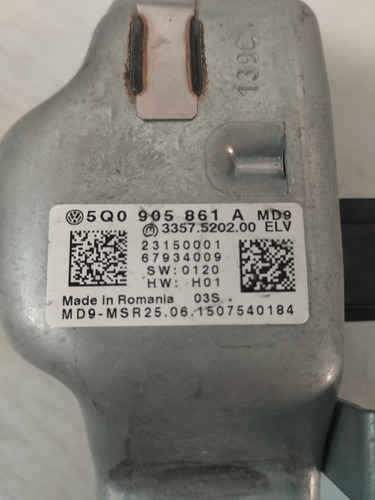 139C
5Q0 905 861 A MD9
3357.5202.00 ELV
23150001
67934009
SW:0120
HW: H01
Made in Romania 03S
MD9-MSR25.06.1507540184